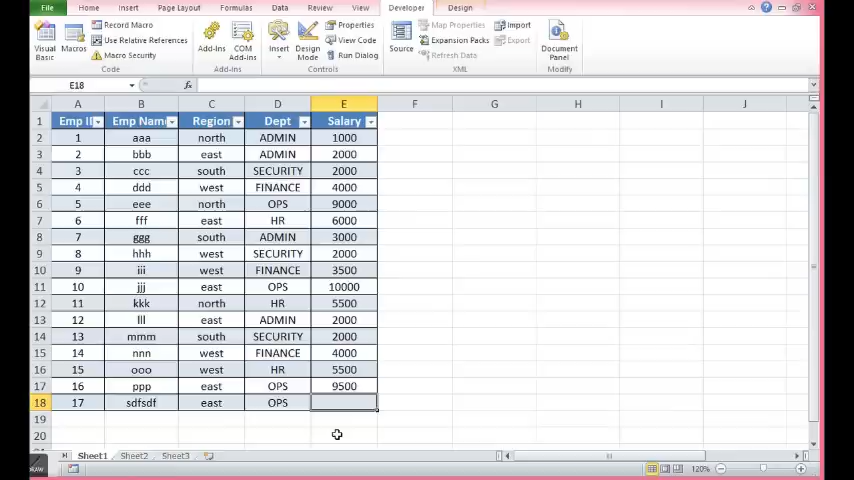 File Home Insert Page Layout Formulas Data Review View Developer Design
Visual Basic Macros Record Macro Use Relative References Macro Security Code
Add-Ins COM Add-Ins Add-Ins
Insert Design Mode Properties View Code Run Dialog Controls
Source Map Properties Expansion Packs Refresh Data Import Export XML
Document Panel Modify
E18 fx
A B C D E F G H I J
1 Emp I Emp Name Region Dept Salary
2 1 aaa north ADMIN 1000
3 2 bbb east ADMIN 2000
4 3 ccc south SECURITY 2000
5 4 ddd west FINANCE 4000
6 5 eee north OPS 9000
7 6 fff east HR 6000
8 7 ggg south ADMIN 3000
9 8 hhh west SECURITY 2000
10 9 iii west FINANCE 3500
11 10 jjj east OPS 10000
12 11 kkk north HR 5500
13 12 lll east ADMIN 2000
14 13 mmm south SECURITY 2000
15 14 nnn west FINANCE 4000
16 15 ooo west HR 5500
17 16 ppp east OPS 9500
18 17 sdfsdf east OPS
19
20
Sheet1 Sheet2 Sheet3
120%